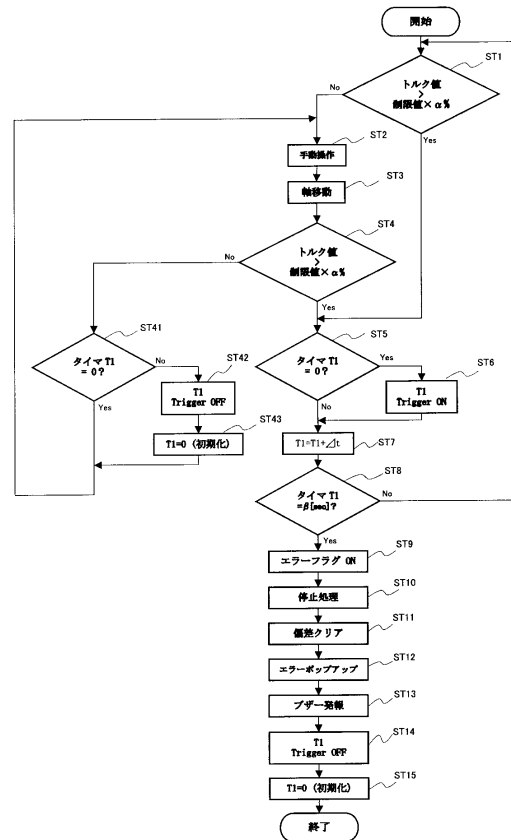 開始
ST1
トルク値
>
制限値×α%
No
Yes
ST2
手動操作
ST3
軸移動
ST4
トルク値
>
制限値×α%
No
Yes
ST41
タイマ T1
= 0?
No
Yes
ST42
T1
Trigger OFF
ST43
T1=0 (初期化)
ST5
タイマ T1
= 0?
Yes
No
ST6
T1
Trigger ON
ST7
T1=T1+⊿t
ST8
タイマ T1
=β[sec]?
No
Yes
ST9
エラーフラグ ON
ST10
停止処理
ST11
偏差クリア
ST12
エラーポップアップ
ST13
ブザー発報
ST14
T1
Trigger OFF
ST15
T1=0 (初期化)
終了